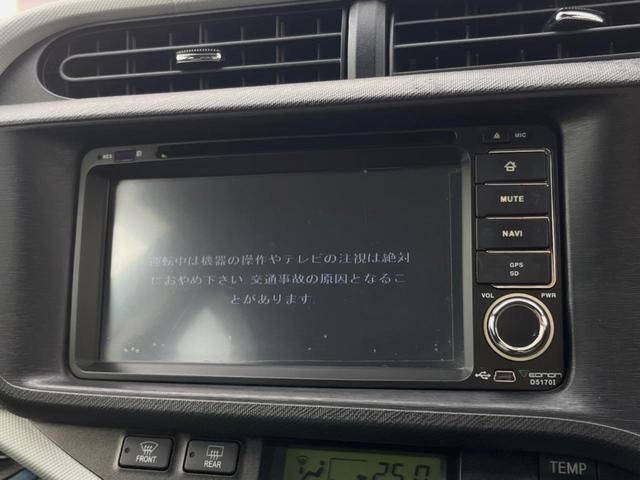 RES
MIC
MUTE
運転中は機器の操作やテレビの注視は絶対
におやめ下さい.交通事故の原因となるこ
とがあります.
NAVI
GPS
SD
VOL
PWR
EONON
D5170I
FRONT
REAR
25.0
TEMP